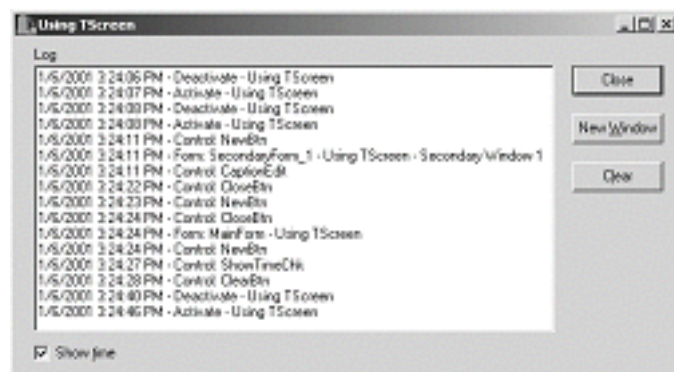 Using TScreen
Log
1/6/2001 3:24:06 PM - Deactivate - Using TScreen
1/6/2001 3:24:07 PM - Activate - Using TScreen
1/6/2001 3:24:08 PM - Deactivate - Using TScreen
1/6/2001 3:24:08 PM - Activate - Using TScreen
1/6/2001 3:24:11 PM - Control: NewBtn
1/6/2001 3:24:11 PM - Form: SecondaryForm_1 - Using TScreen - Secondary Window 1
1/6/2001 3:24:11 PM - Control: CaptionEdit
1/6/2001 3:24:22 PM - Control: CloseBtn
1/6/2001 3:24:23 PM - Control: NewBtn
1/6/2001 3:24:24 PM - Control: CloseBtn
1/6/2001 3:24:24 PM - Form: MainForm - Using TScreen
1/6/2001 3:24:24 PM - Control: NewBtn
1/6/2001 3:24:27 PM - Control: ShowTimeChk
1/6/2001 3:24:28 PM - Control: ClearBtn
1/6/2001 3:24:40 PM - Deactivate - Using TScreen
1/6/2001 3:24:46 PM - Activate - Using TScreen
Close
New Window
Clear
Show time